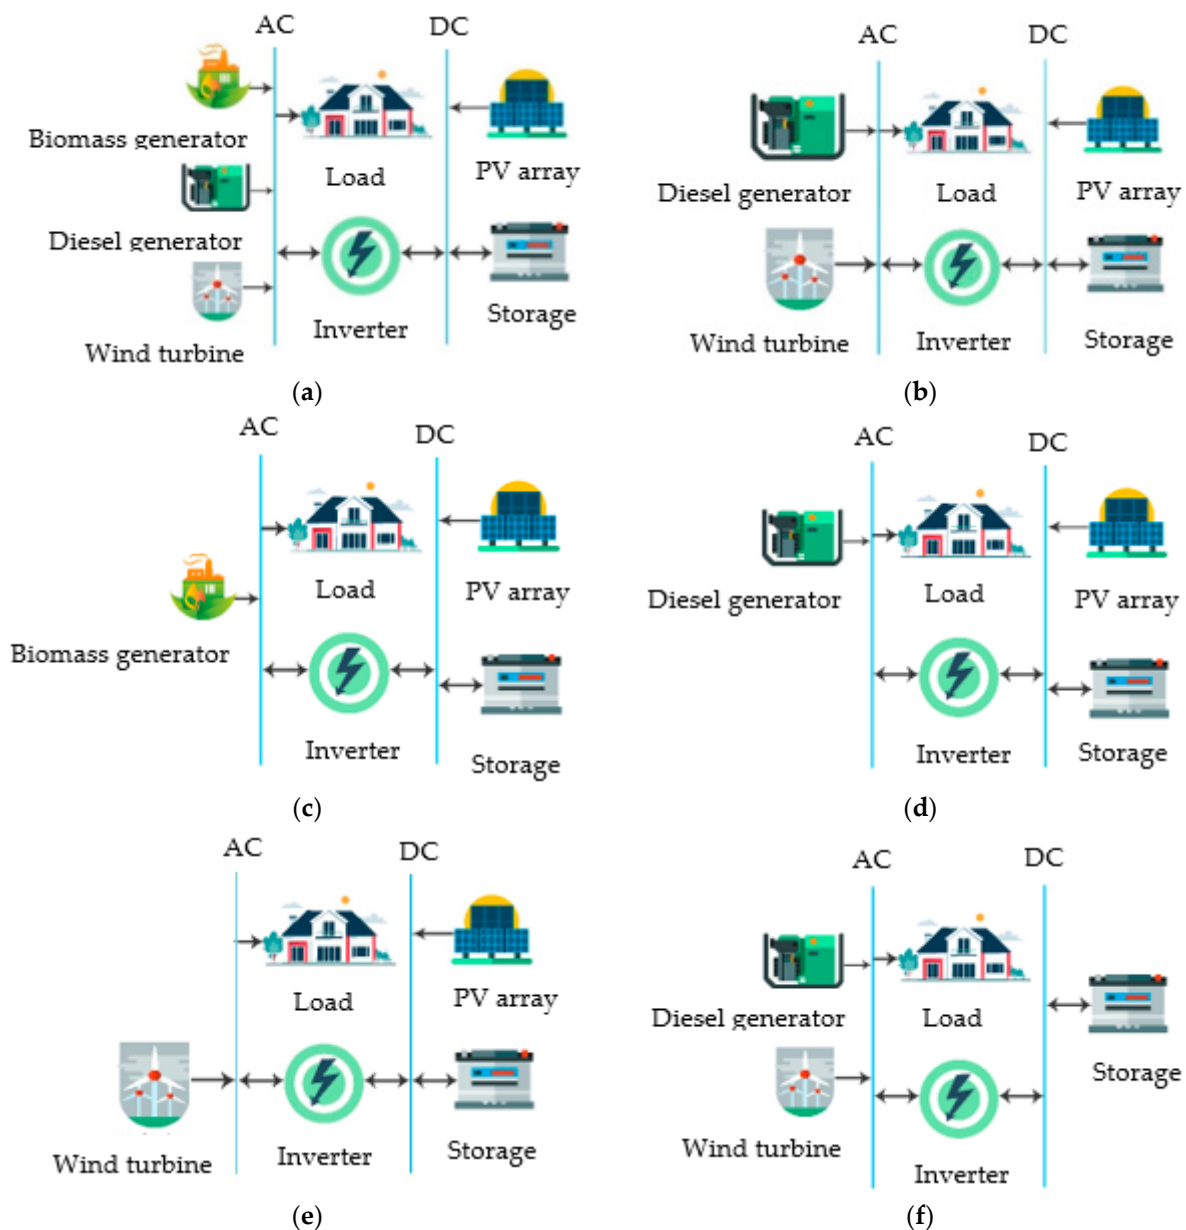 AC
DC
Biomass generator
Load
PV array
Diesel generator
Inverter
Storage
Wind turbine
(a)
AC
DC
Diesel generator
Load
PV array
Wind turbine
Inverter
Storage
(b)
AC
DC
Load
PV array
Biomass generator
Inverter
Storage
(c)
AC
DC
Diesel generator
Load
PV array
Inverter
Storage
(d)
AC
DC
Load
PV array
Wind turbine
Inverter
Storage
(e)
AC
DC
Diesel generator
Load
Storage
Wind turbine
Inverter
(f)